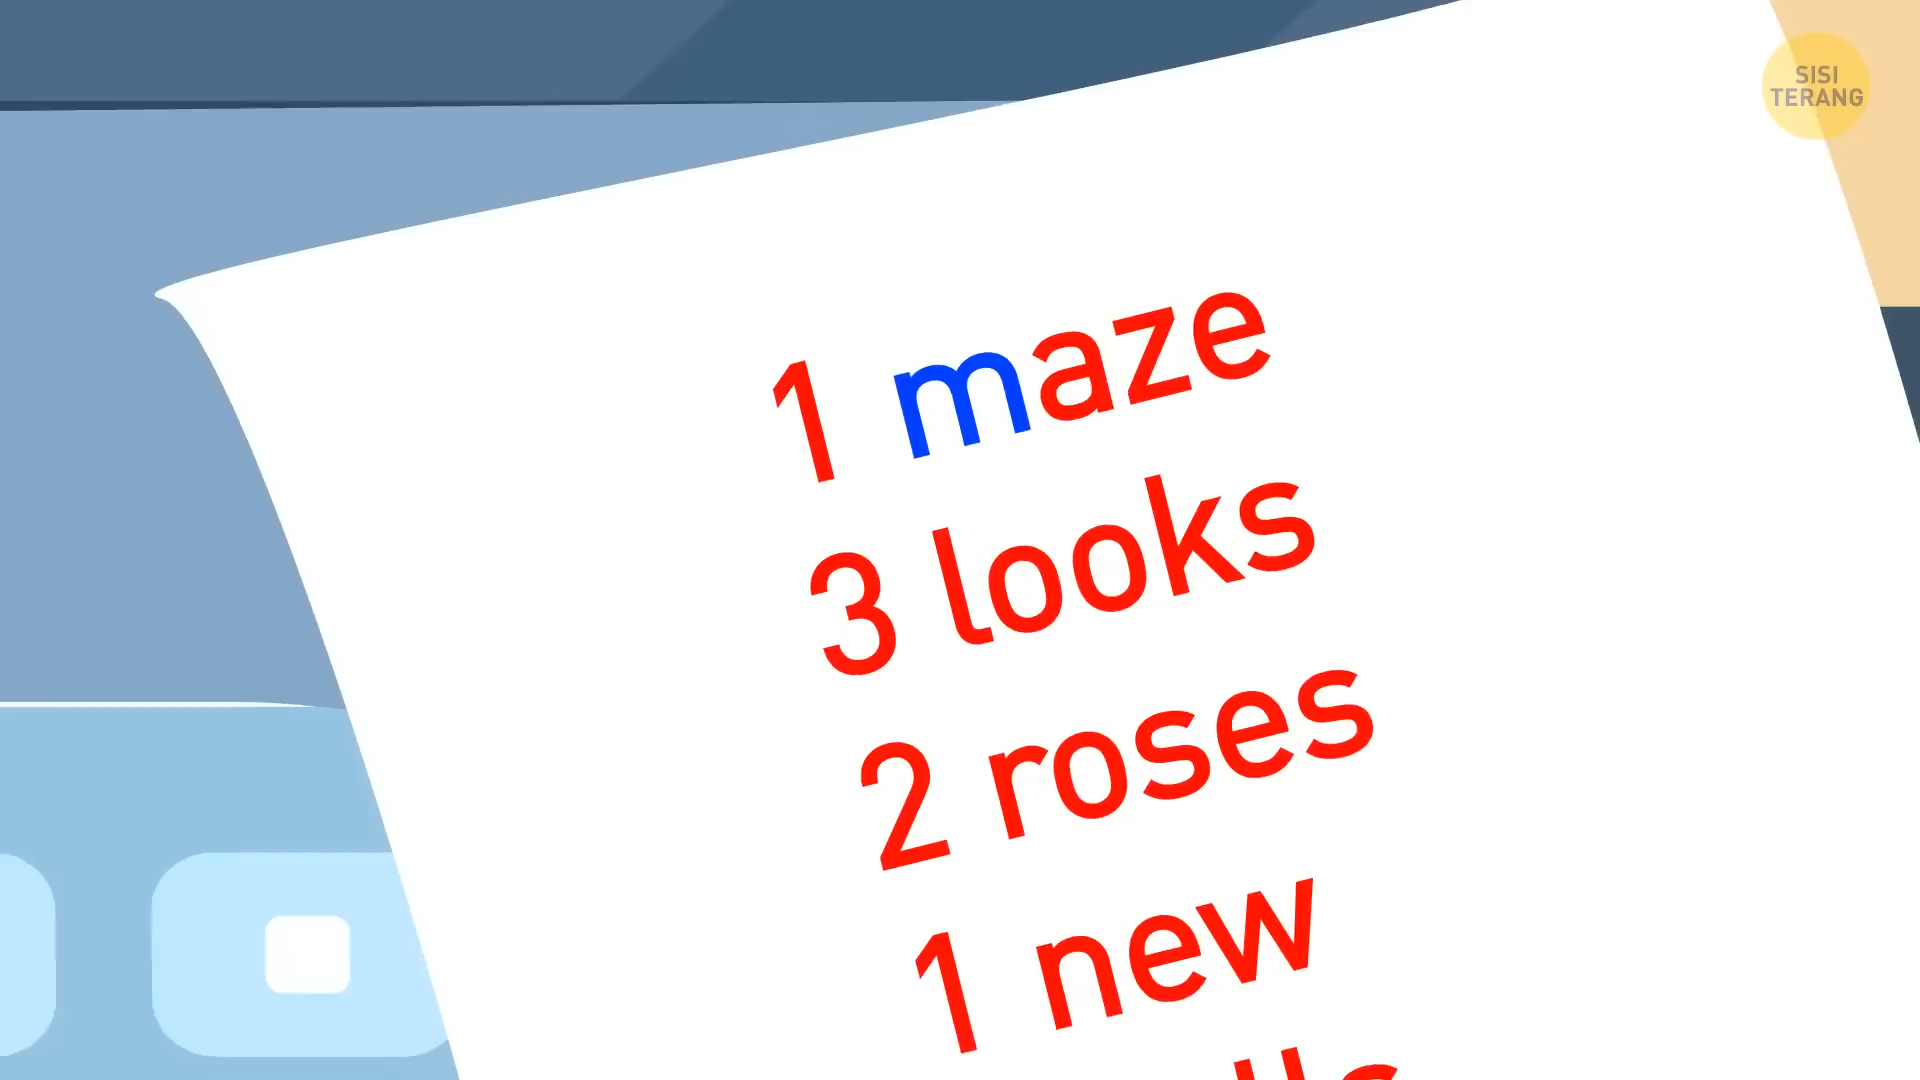 SISI
TERANG
1 maze
3 looks
2 roses
1 new